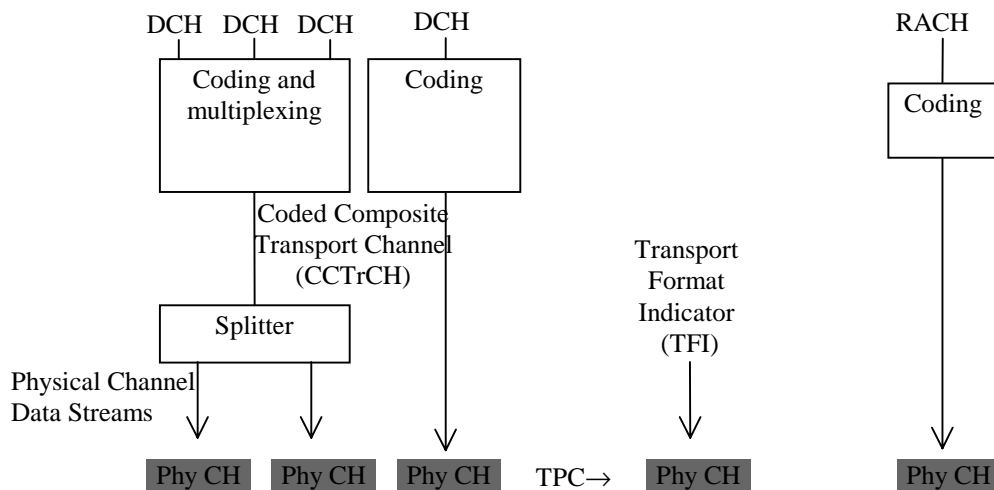 DCH DCH DCH DCH RACH
Coding and
multiplexing
Coding
Coding
Coded Composite
Transport Channel
(CCTrCH)
Transport
Format
Indicator
(TFI)
Splitter
Physical Channel
Data Streams
Phy CH Phy CH Phy CH TPC→ Phy CH Phy CH